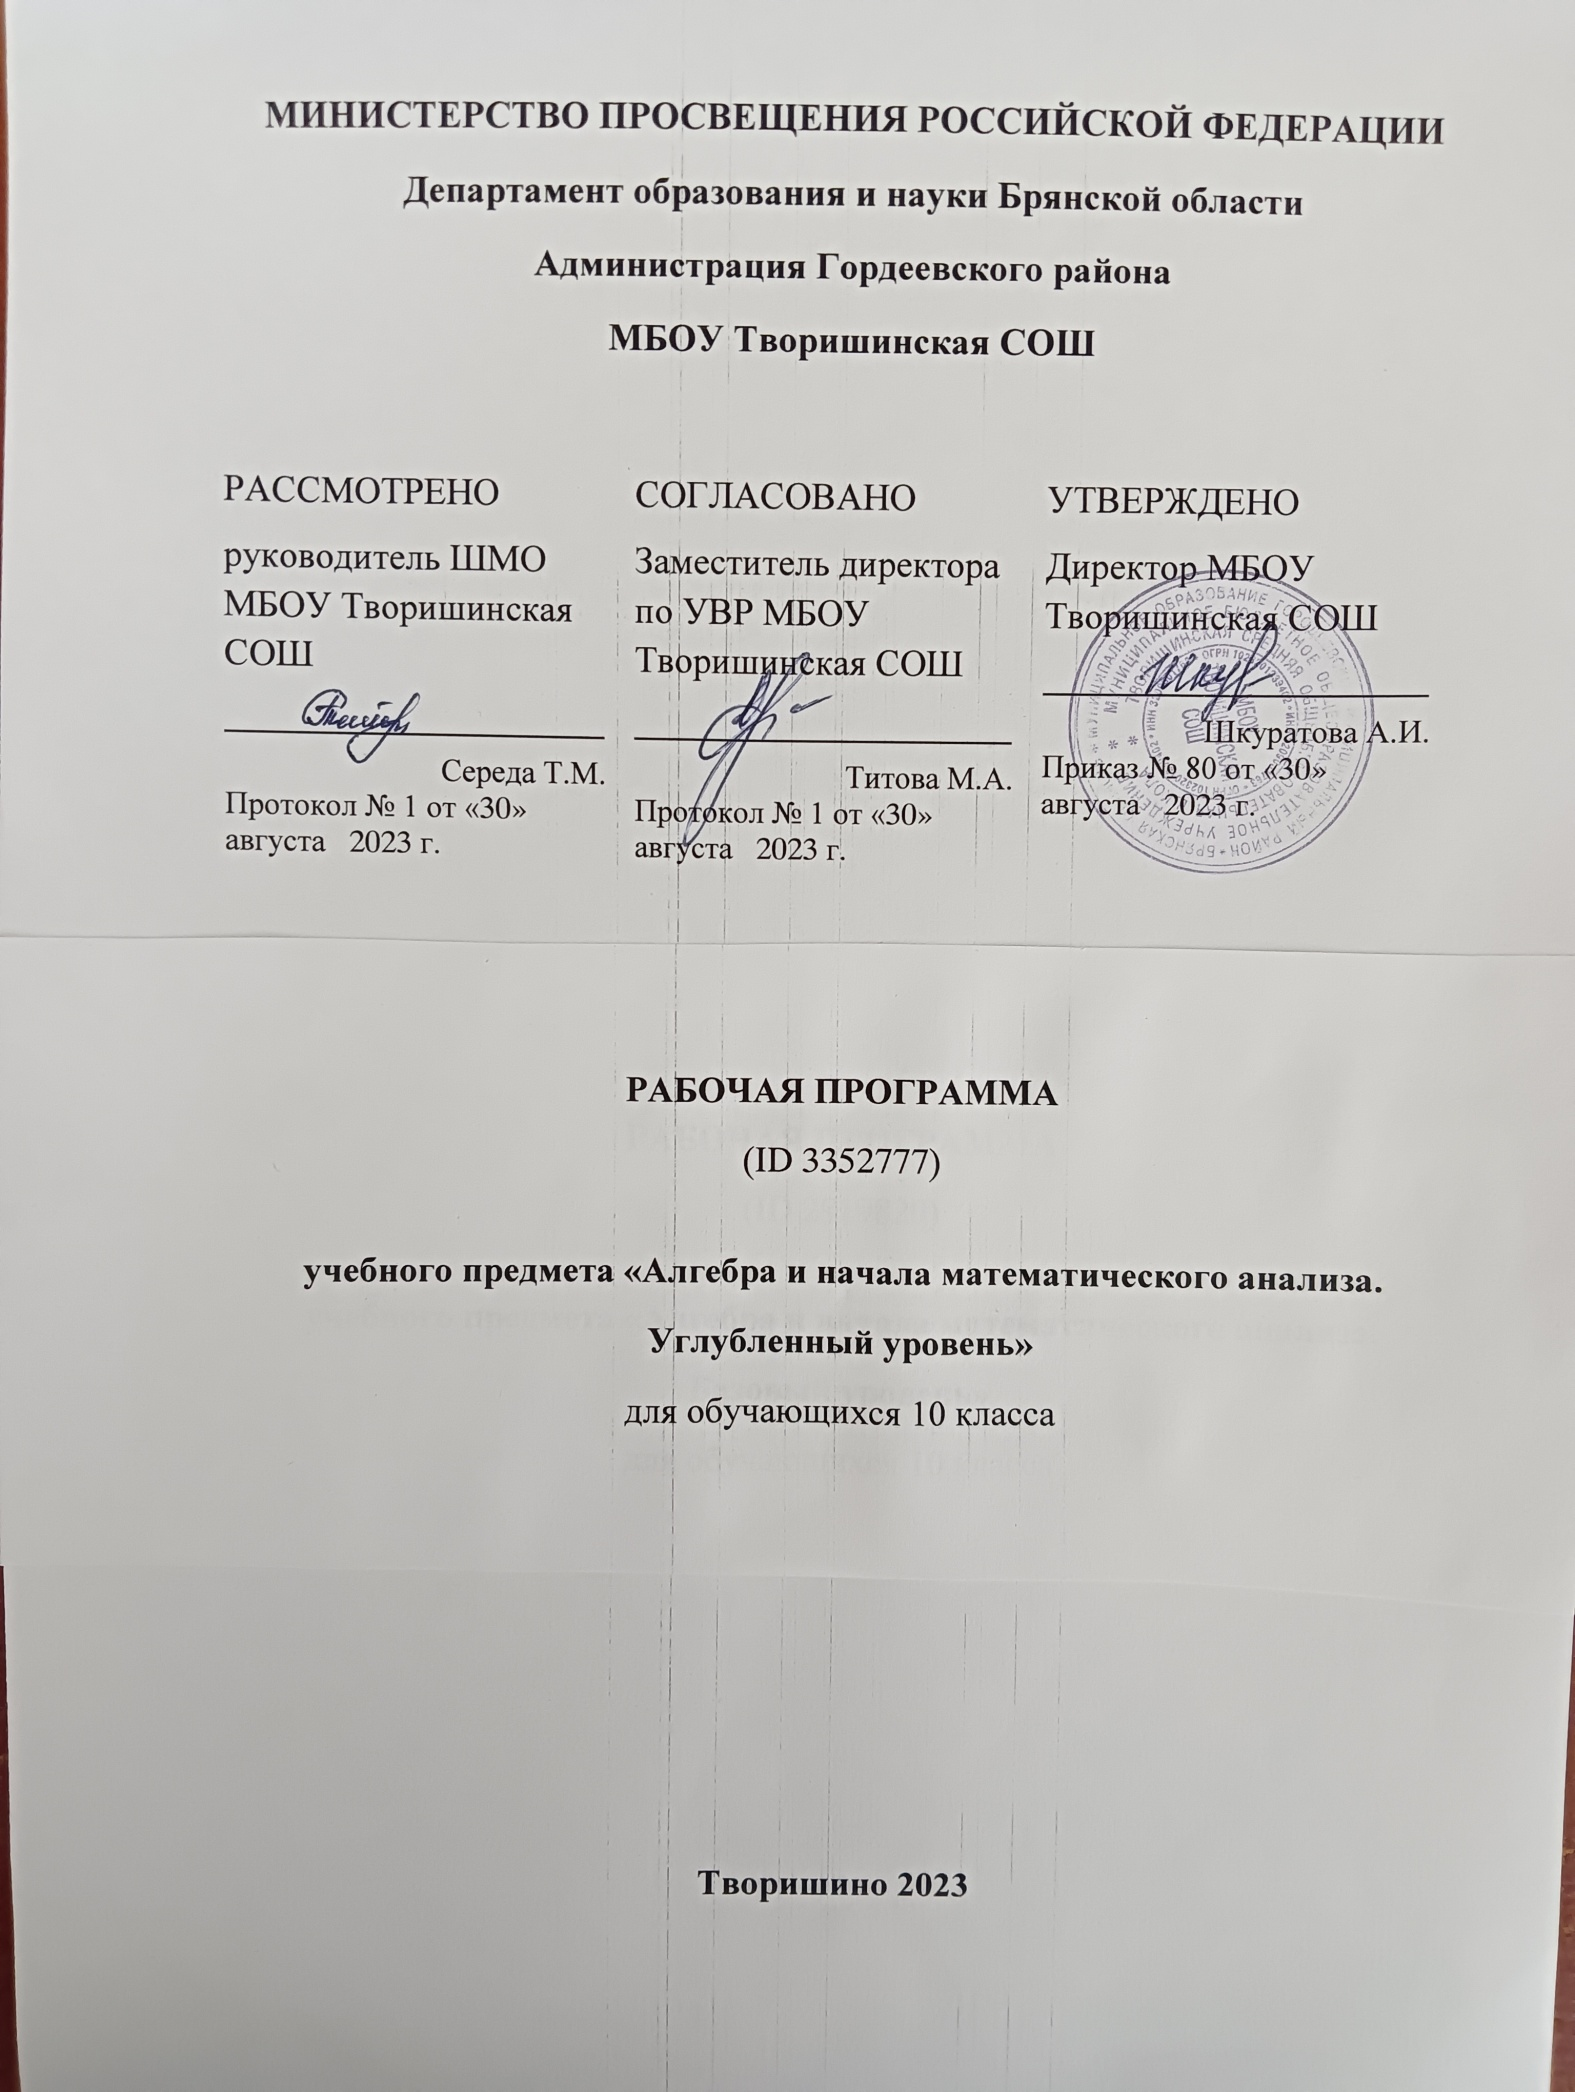 МИНИСТЕРСТВО ПРОСВЕЩЕНИЯ РОССИЙСКОЙ ФЕДЕРАЦИИ
Департамент образования и науки Брянской области
Администрация Гордеевского района
МБОУ Творишинская СОШ
РАССМОТРЕНО
руководитель ШМО
МБОУ Творишинская
СОШ
Середа Т.М.
Протокол № 1 от «30»
августа 2023 г.
СОГЛАСОВАНО
Заместитель директора
по УВР МБОУ
Творишинская СОШ
Титова М.А.
Протокол № 1 от «30»
августа 2023 г.
УТВЕРЖДЕНО
Директор МБОУ
Творишинская СОШ
Шкуратова А.И.
Приказ № 80 от «30»
августа 2023 г.
РАБОЧАЯ ПРОГРАММА
(ID 3352777)
учебного предмета «Алгебра и начала математического анализа.
Углубленный уровень»
для обучающихся 10 класса
Творишино 2023